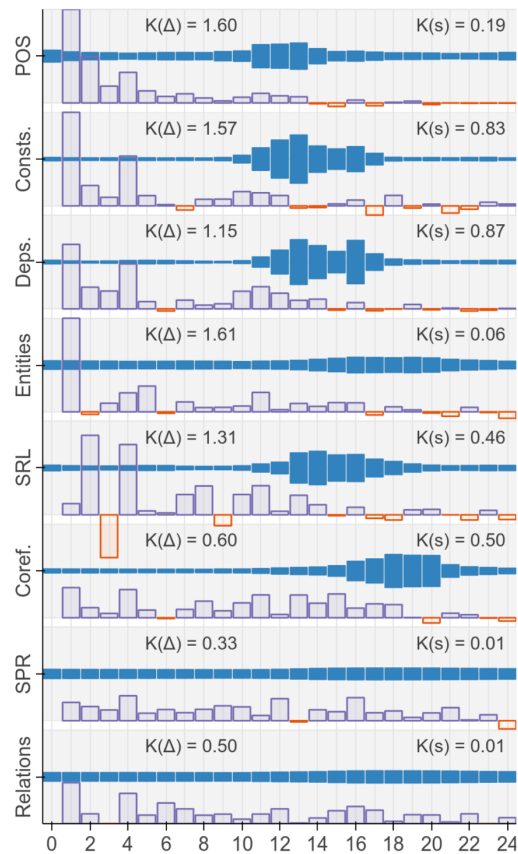 POS
K(Δ) = 1.60 K(s) = 0.19
Consts.
K(Δ) = 1.57 K(s) = 0.83
Deps..
K(Δ) = 1.15 K(s) = 0.87
Entities
K(Δ) = 1.61 K(s) = 0.06
SRL
K(Δ) = 1.31 K(s) = 0.46
Coref..
K(Δ) = 0.60 K(s) = 0.50
SPR
K(Δ) = 0.33 K(s) = 0.01
Relations
K(Δ) = 0.50 K(s) = 0.01
0 2 4 6 8 10 12 14 16 18 20 22 24